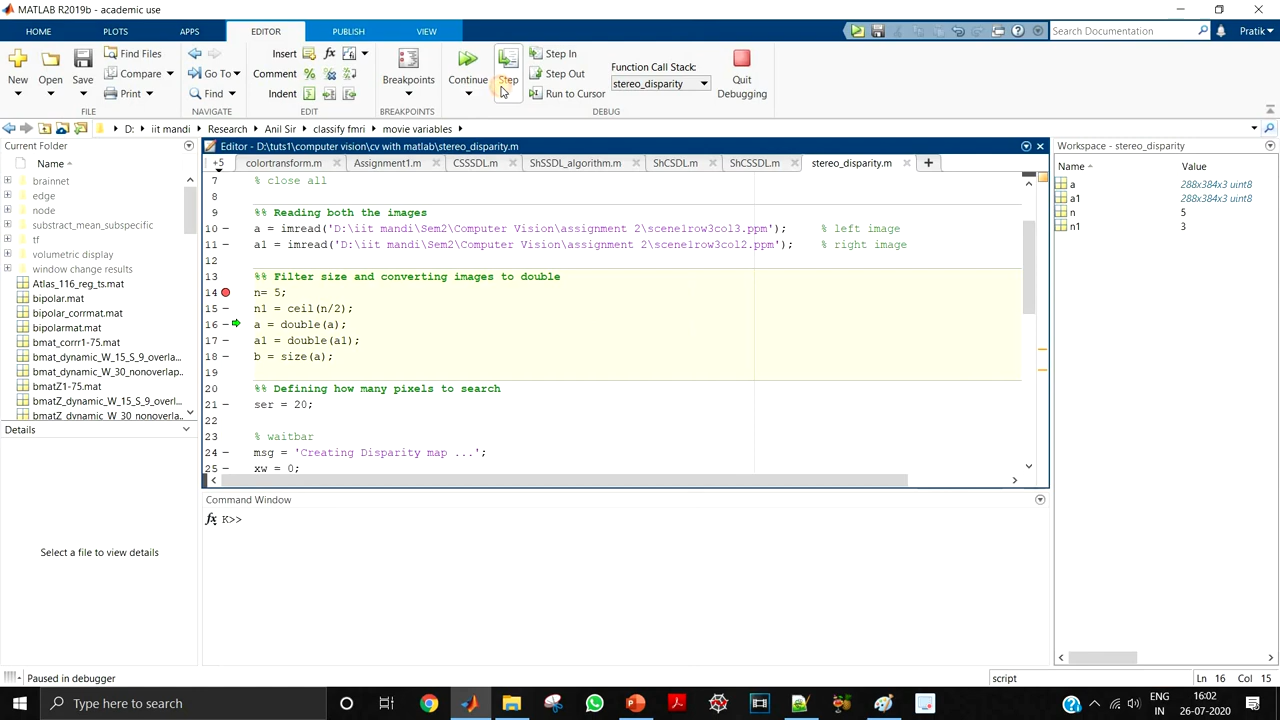 MATLAB R2019b - academic use
HOME PLOTS APPS EDITOR PUBLISH VIEW Search Documentation Pratik
New Open Save Find Files Compare Print Go To Find Insert Comment Indent fx Breakpoints Continue Step Step In Step Out Run to Cursor Function Call Stack: stereo_disparity Quit Debugging
FILE NAVIGATE EDIT BREAKPOINTS DEBUG
D: iit mandi Research Anil Sir classify fmri movie variables
Current Folder
Name
brainnet
edge
node
substract_mean_subspecific
tf
volumetric display
window change results
Atlas_116_reg_ts.mat
bipolar.mat
bipolar_corrmat.mat
bipolarmat.mat
bmat_corrr1-75.mat
bmat_dynamic_W_15_S_9_overla...
bmat_dynamic_W_30_nonoverlap...
bmatZ1-75.mat
bmatZ_dynamic_W_15_S_9_overl...
bmatZ_dynamic_W_30_nonoverla...
Details
Select a file to view details
Editor - D:\tuts1\computer vision\cv with matlab\stereo_disparity.m
+5 colortransform.m Assignment1.m CSSSDL.m ShSSDL_algorithm.m ShCSDL.m ShCSSDL.m stereo_disparity.m
7 % close all
8
9 %% Reading both the images
10 a = imread('D:\iit mandi\Sem2\Computer Vision\assignment 2\scene1row3col3.ppm'); % left image
11 a1 = imread('D:\iit mandi\Sem2\Computer Vision\assignment 2\scene1row3col2.ppm'); % right image
12
13 %% Filter size and converting images to double
14 n= 5;
15 n1 = ceil(n/2);
16 a = double(a);
17 a1 = double(a1);
18 b = size(a);
19
20 %% Defining how many pixels to search
21 ser = 20;
22
23 % waitbar
24 msg = 'Creating Disparity map ...';
25 xw = 0;
Command Window
fx K>>
Workspace - stereo_disparity
Name Value
a 288x384x3 uint8
a1 288x384x3 uint8
n 5
n1 3
Paused in debugger script Ln 16 Col 15
Type here to search ENG IN 16:02 26-07-2020